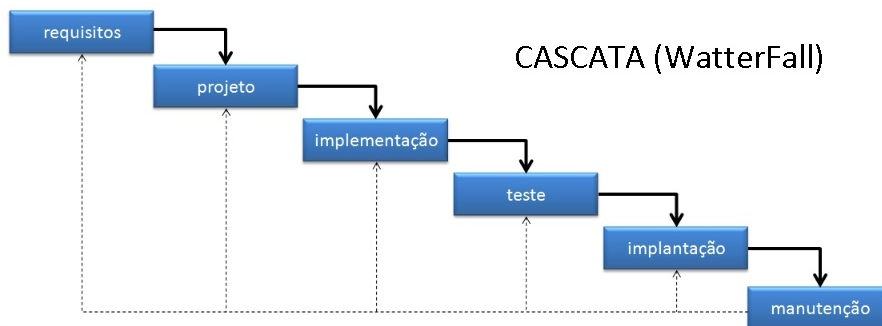 requisitos
CASCATA (WatterFall)
projeto
implementação
teste
implantação
manutenção